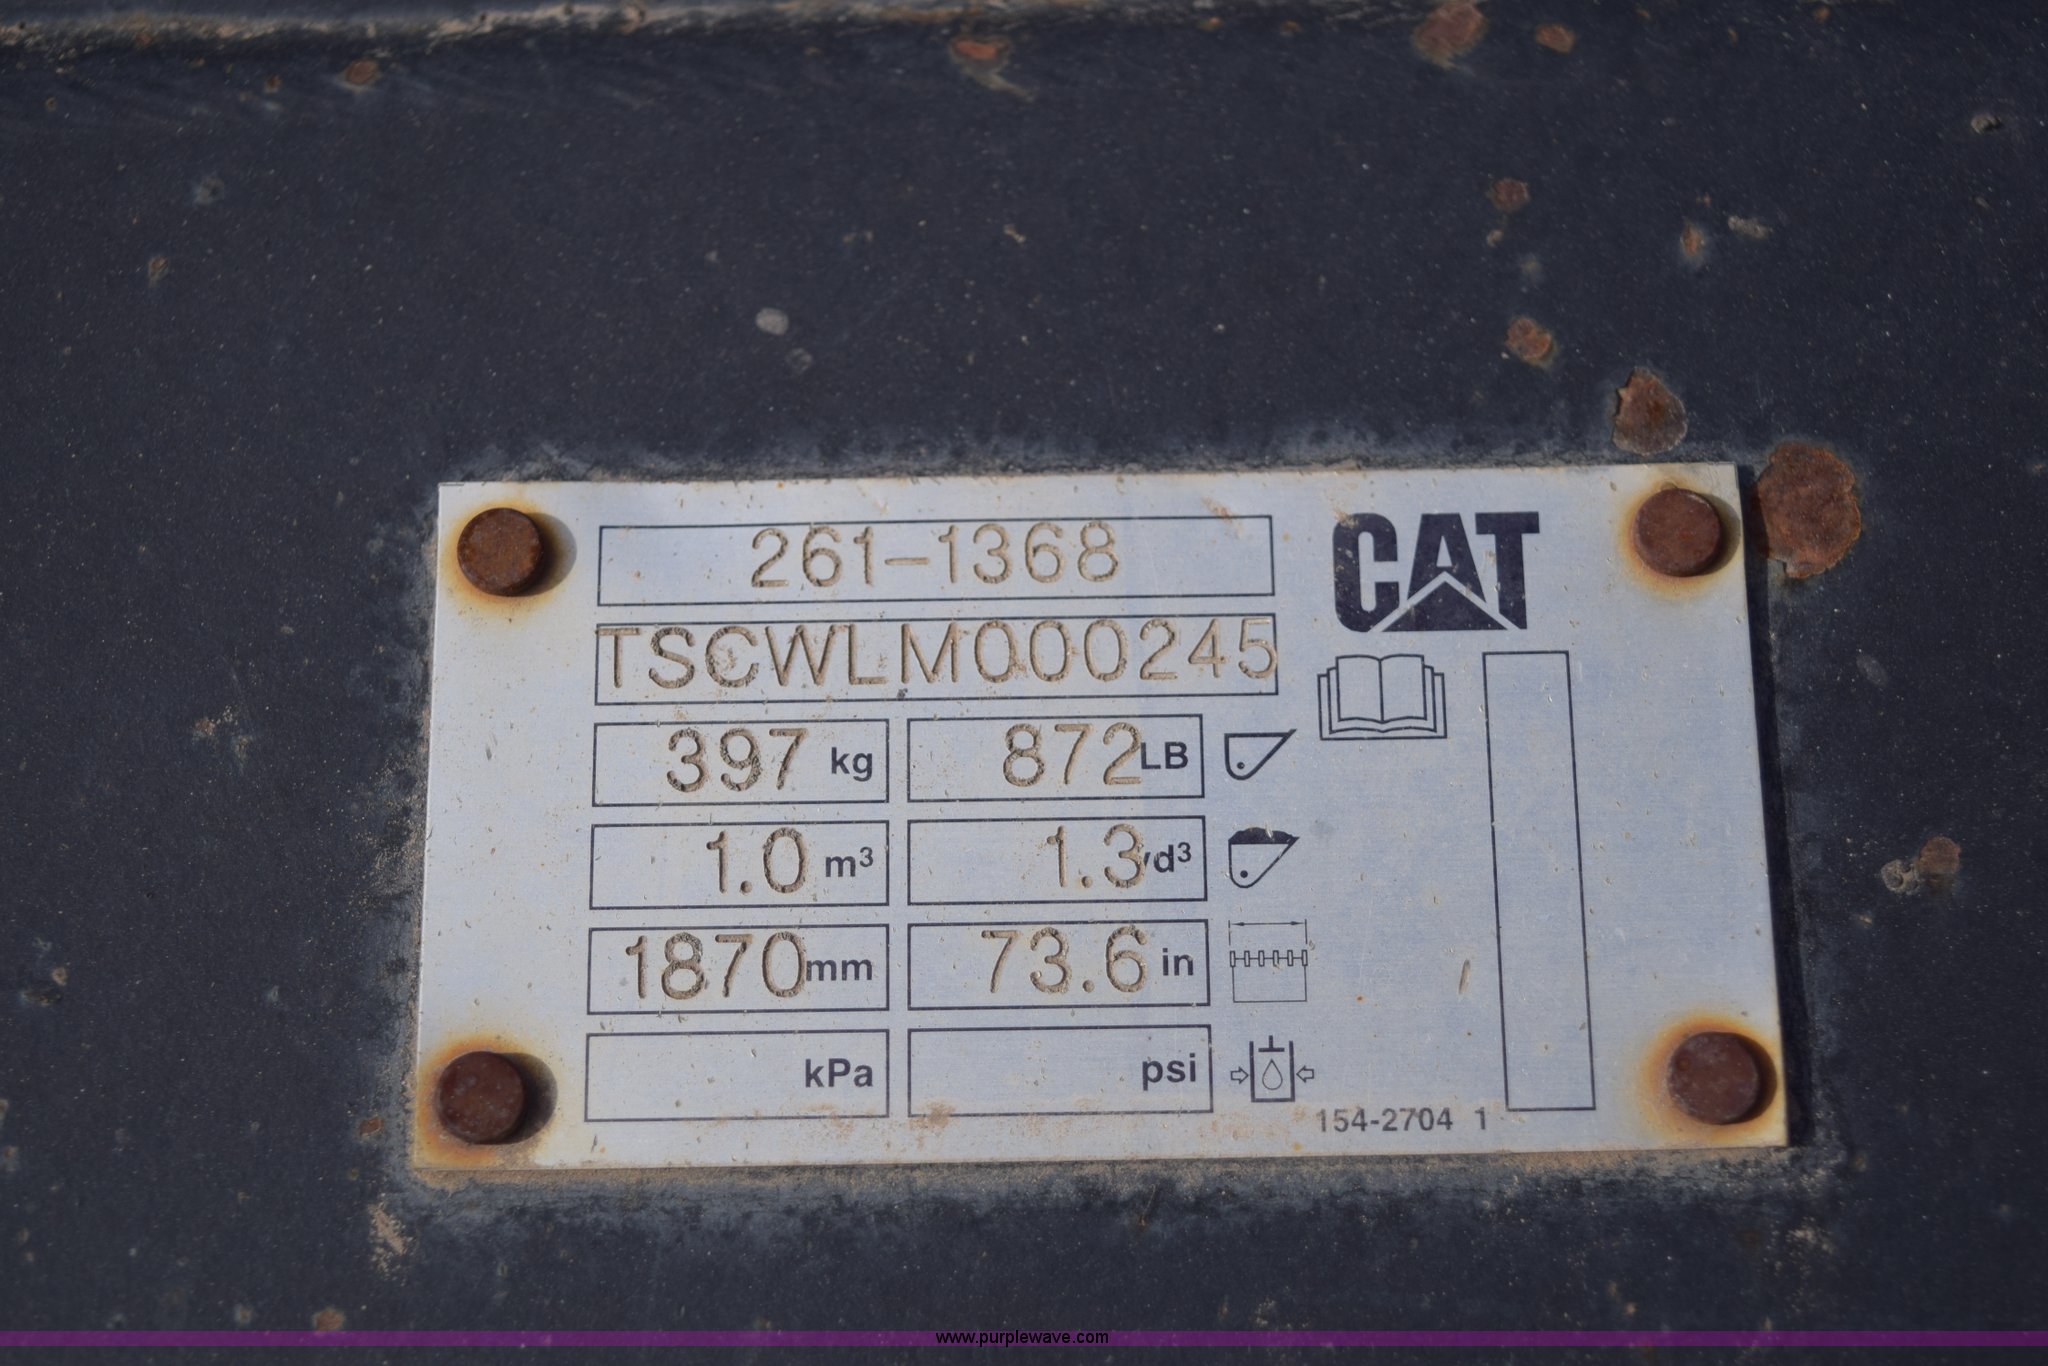 261-1368
CAT
TSCWLM000245
397 kg 872 LB
1.0 m³ 1.3 yd³
1870 mm 73.6 in
kPa psi
154-2704 1
www.purplewave.com